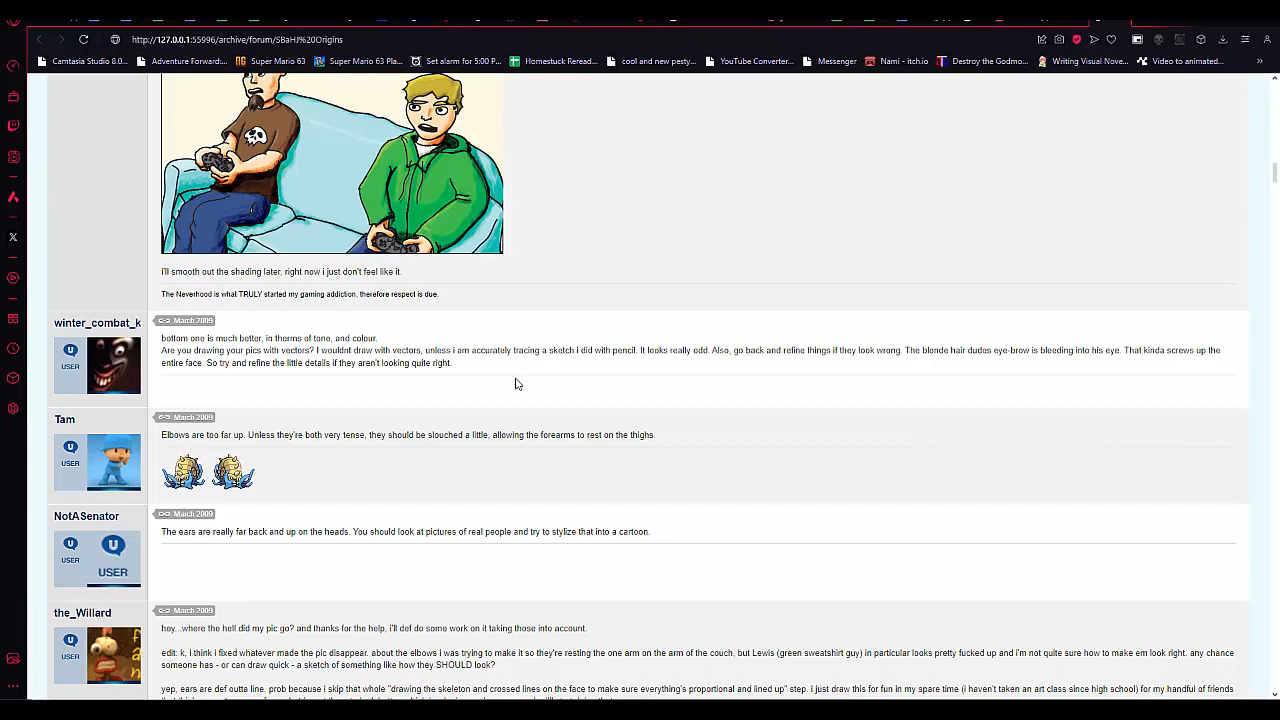 http://127.0.0.1:55996/archive/forum/SBaHJ%20Origins
Camtasia Studio 8.0... Adventure Forward:... Super Mario 63 Super Mario 63 Pla... Set alarm for 5:00 P... Homestuck Reread... cool and new pesty... YouTube Converter... Messenger Nami - itch.io Destroy the Godmo... Writing Visual Nove... Video to animated...
i'll smooth out the shading later, right now i just don't feel like it.
The Neverhood is what TRULY started my gaming addiction, therefore respect is due.
winter_combat_k
March 2009
bottom one is much better, in therms of tone, and colour.
Are you drawing your pics with vectors? I wouldnt draw with vectors, unless i am accurately tracing a sketch i did with pencil. It looks really odd. Also, go back and refine things if they look wrong. The blonde hair dudes eye-brow is bleeding into his eye. That kinda screws up the
entire face. So try and refine the little details if they aren't looking quite right.
USER
Tam
March 2009
Elbows are too far up. Unless they're both very tense, they should be slouched a little, allowing the forearms to rest on the thighs.
USER
NotASenator
March 2009
The ears are really far back and up on the heads. You should look at pictures of real people and try to stylize that into a cartoon.
USER
USER
the_Willard
March 2009
hey...where the hell did my pic go? and thanks for the help, i'll def do some work on it taking those into account.
edit: k, i think i fixed whatever made the pic disappear. about the elbows i was trying to make it so they're resting the one arm on the arm of the couch, but Lewis (green sweatshirt guy) in particular looks pretty fucked up and i'm not quite sure how to make em look right. any chance
someone has - or can draw quick - a sketch of something like how they SHOULD look?
USER
yep, ears are def outta line. prob because i skip that whole "drawing the skeleton and crossed lines on the face to make sure everything's proportional and lined up" step. i just draw this for fun in my spare time (i haven't taken an art class since high school) for my handful of friends